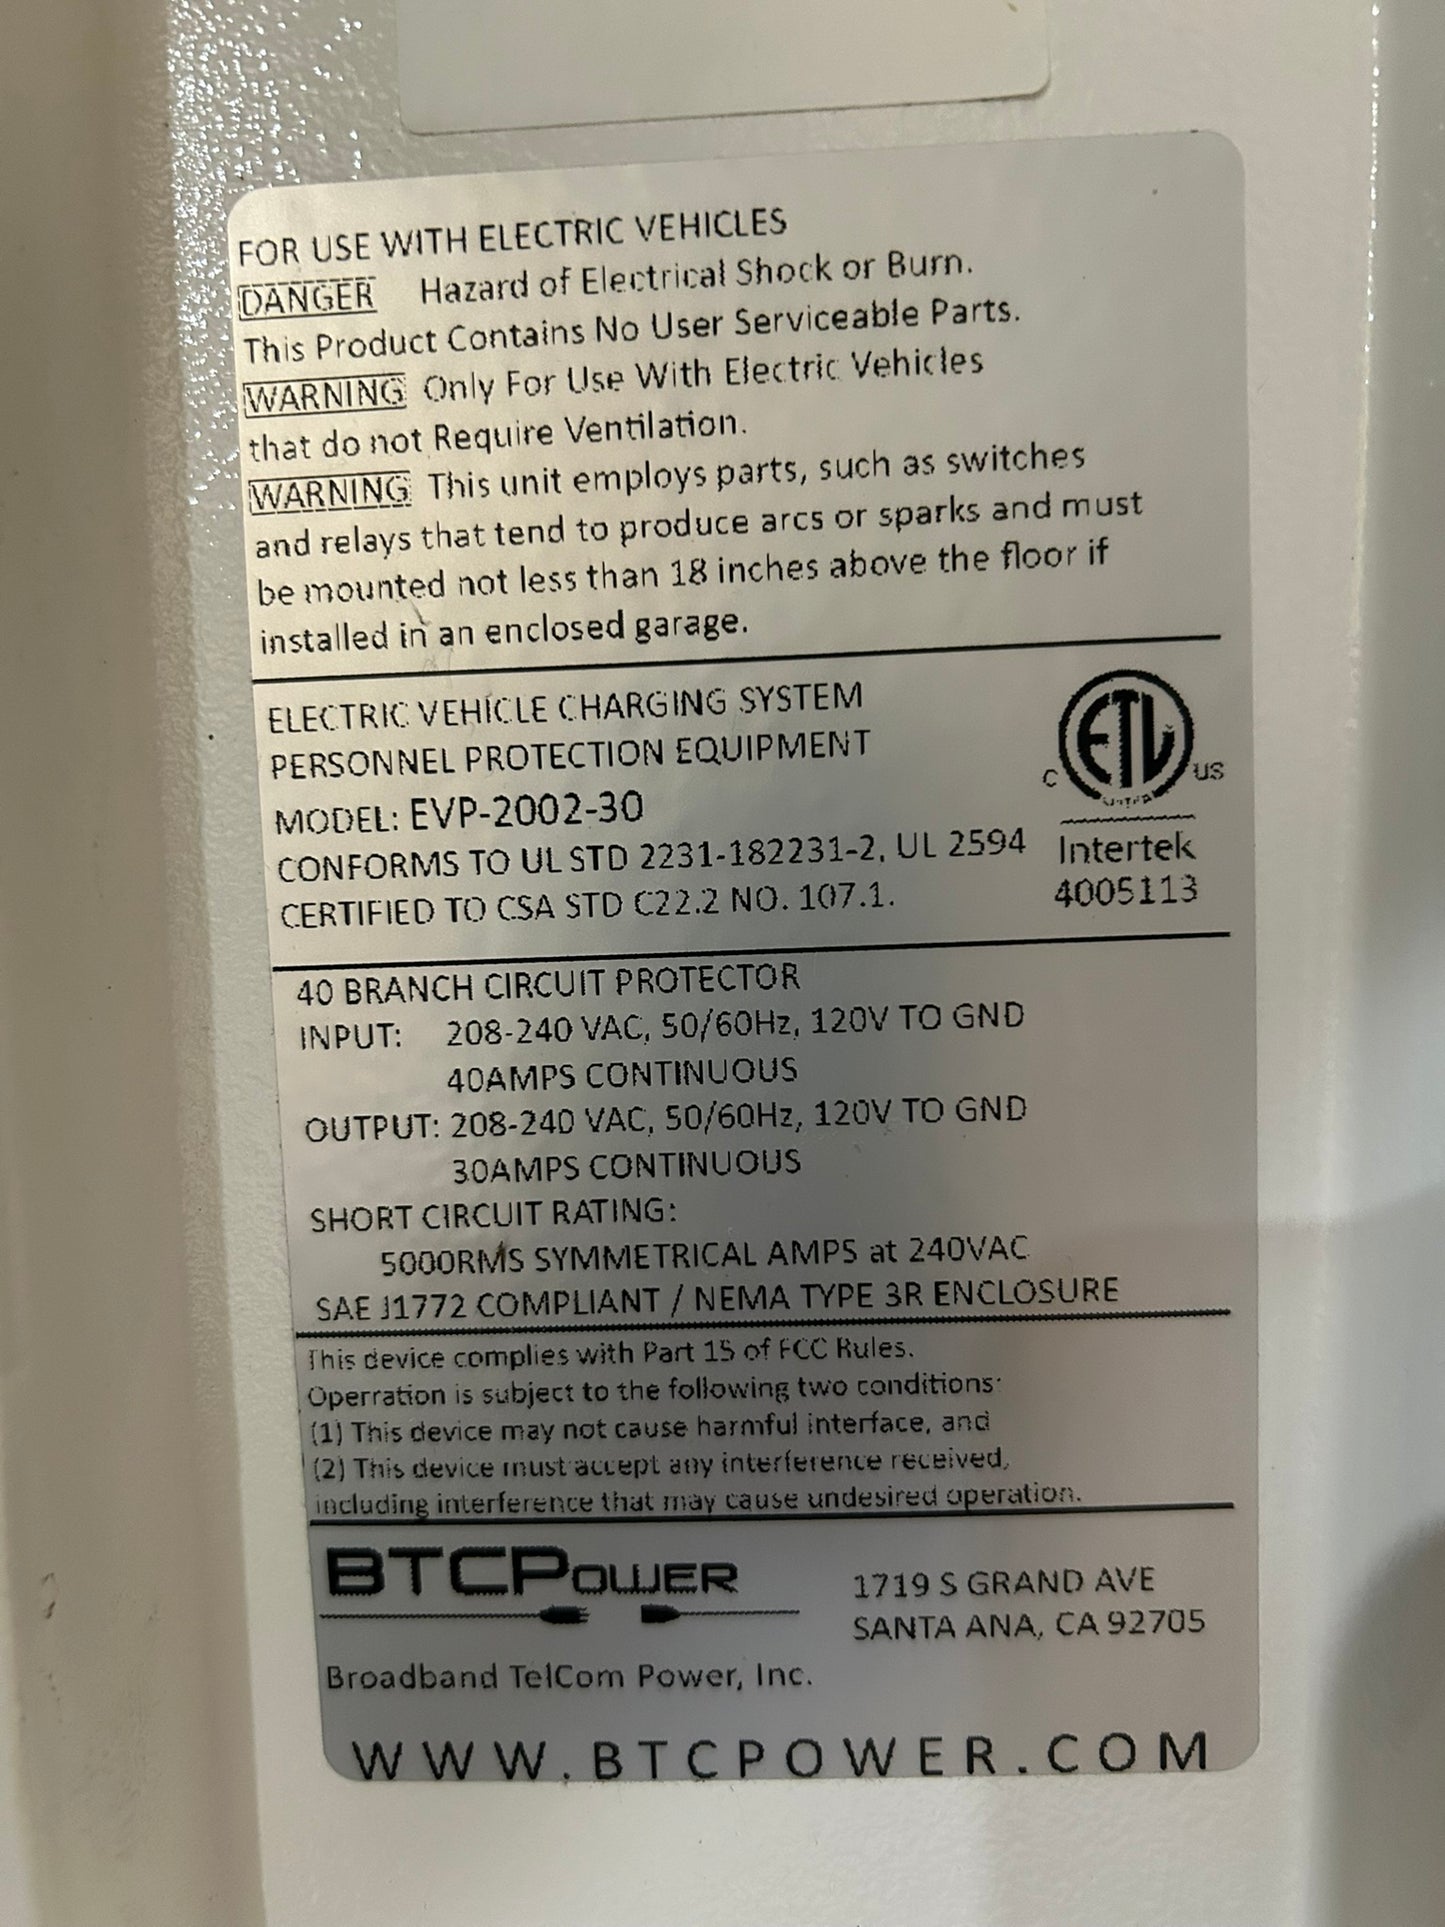 FOR USE WITH ELECTRIC VEHICLES
DANGER Hazard of Electrical Shock or Burn.
This Product Contains No User Serviceable Parts.
WARNING Only For Use With Electric Vehicles
that do not Require Ventilation.
WARNING This unit employs parts, such as switches
and relays that tend to produce arcs or sparks and must
be mounted not less than 18 inches above the floor if
installed in an enclosed garage.
ELECTRIC VEHICLE CHARGING SYSTEM
PERSONNEL PROTECTION EQUIPMENT
MODEL: EVP-2002-30
CONFORMS TO UL STD 2231-182231-2, UL 2594
CERTIFIED TO CSA STD C22.2 NO. 107.1.
C ETL US
Intertek
4005113
40 BRANCH CIRCUIT PROTECTOR
INPUT: 208-240 VAC, 50/60Hz, 120V TO GND
40AMPS CONTINUOUS
OUTPUT: 208-240 VAC, 50/60Hz, 120V TO GND
30AMPS CONTINUOUS
SHORT CIRCUIT RATING:
5000RMS SYMMETRICAL AMPS at 240VAC
SAE J1772 COMPLIANT / NEMA TYPE 3R ENCLOSURE
This device complies with Part 15 of FCC Rules.
Operration is subject to the following two conditions:
(1) This device may not cause harmful interface, and
(2) This device must accept any interference received,
including interference that may cause undesired operation.
BTCPOWER
1719 S GRAND AVE
SANTA ANA, CA 92705
Broadband TelCom Power, Inc.
WWW.BTCPOWER.COM